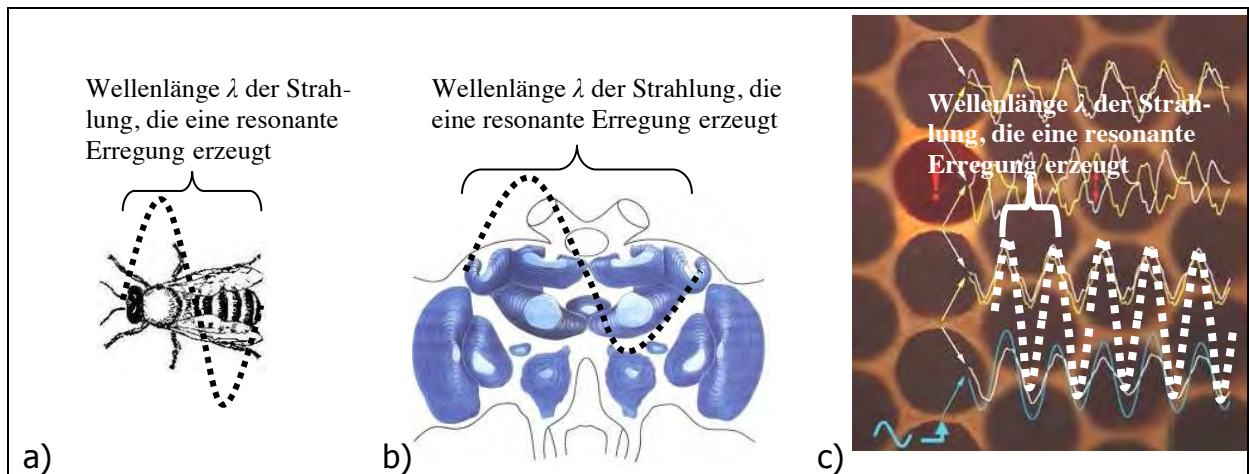 Wellenlänge λ der Strah-
lung, die eine resonante
Erregung erzeugt
a)
Wellenlänge λ der Strahlung, die
eine resonante Erregung erzeugt
b)
Wellenlänge λ der Strah-
lung, die eine resonante
Erregung erzeugt
!
c)